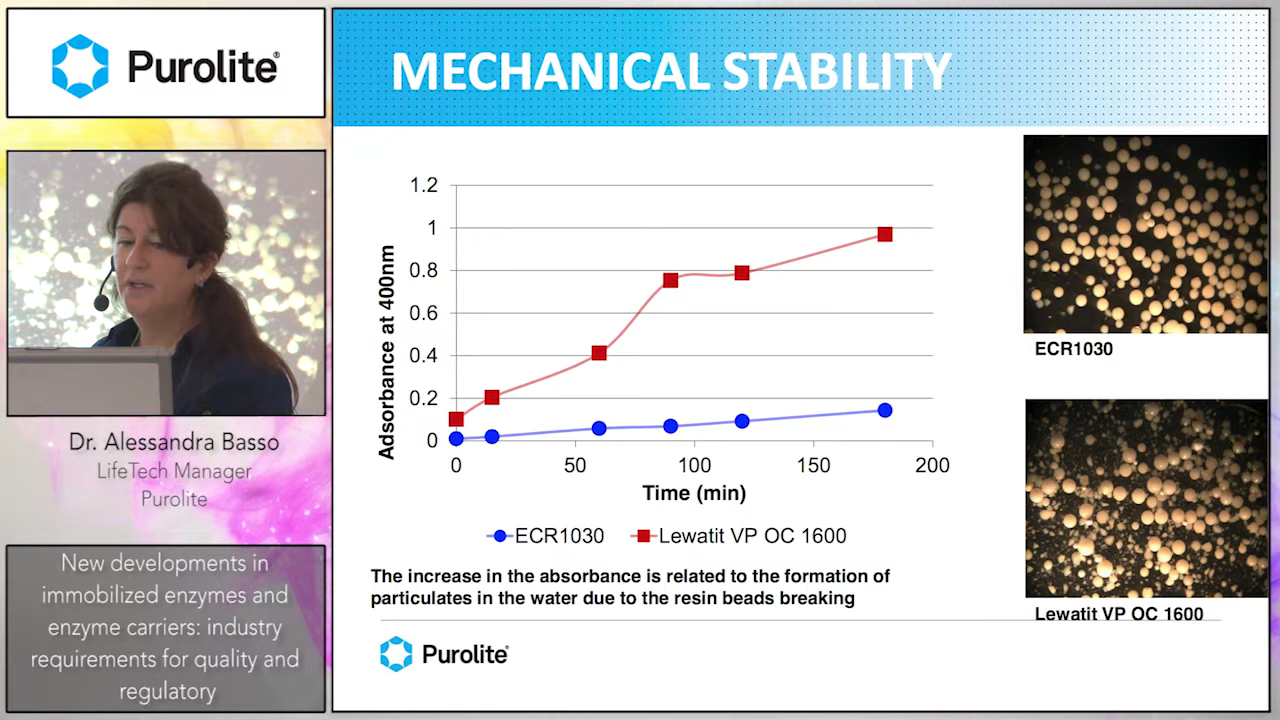 Purolite®
MECHANICAL STABILITY
1.2
1
0.8
0.6
0.4
0.2
0
Adsorbance at 400nm
0 50 100 150 200
Time (min)
ECR1030 Lewatit VP OC 1600
ECR1030
Lewatit VP OC 1600
The increase in the absorbance is related to the formation of
particulates in the water due to the resin beads breaking
Purolite®
Dr. Alessandra Basso
LifeTech Manager
Purolite
New developments in
immobilized enzymes and
enzyme carriers: industry
requirements for quality and
regulatory